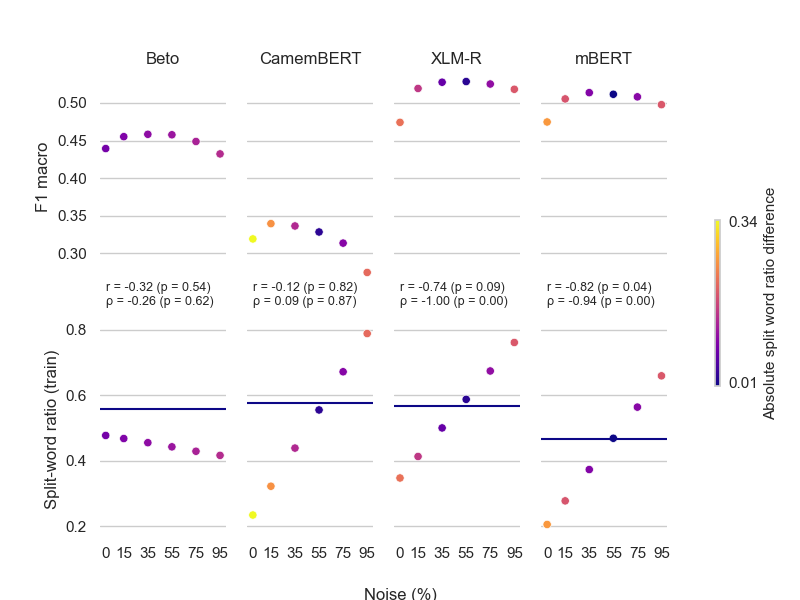 Beto CamemBERT XLM-R mBERT
F1 macro
0.50
0.45
0.40
0.35
0.30
r = -0.32 (p = 0.54) r = -0.12 (p = 0.82) r = -0.74 (p = 0.09) r = -0.82 (p = 0.04)
ρ = -0.26 (p = 0.62) ρ = 0.09 (p = 0.87) ρ = -1.00 (p = 0.00) ρ = -0.94 (p = 0.00)
Split-word ratio (train)
0.8
0.6
0.4
0.2
0 15 35 55 75 95 0 15 35 55 75 95 0 15 35 55 75 95 0 15 35 55 75 95
Noise (%)
0.34
0.01
Absolute split word ratio difference